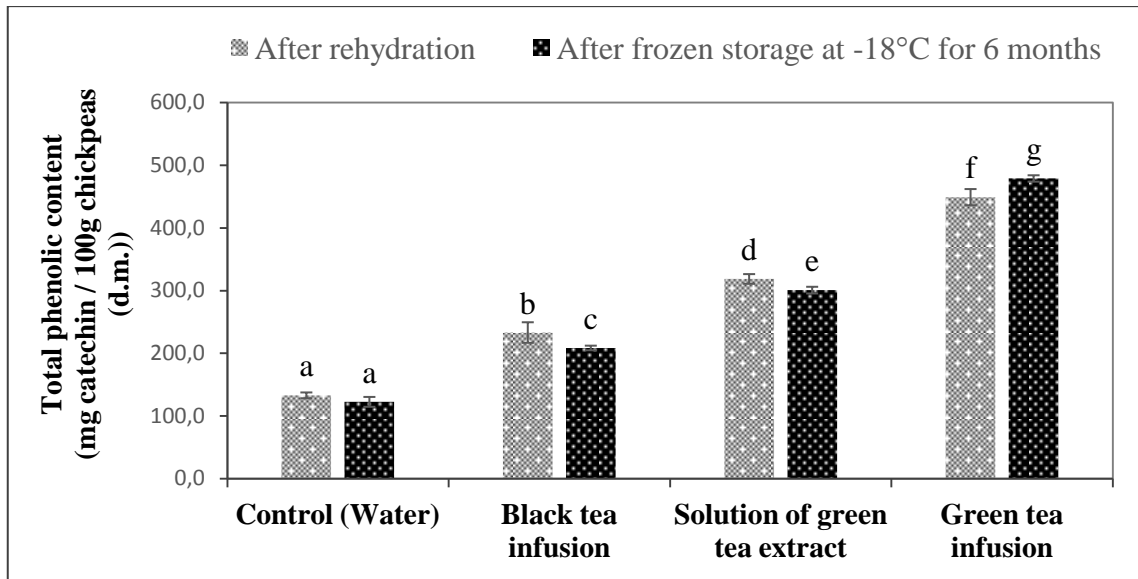 After rehydration
After frozen storage at -18°C for 6 months
Total phenolic content
(mg catechin / 100g chickpeas
(d.m.))
600,0
500,0
400,0
300,0
200,0
100,0
0,0
a
a
b
c
d
e
f
g
Control (Water)
Black tea
infusion
Solution of green
tea extract
Green tea
infusion